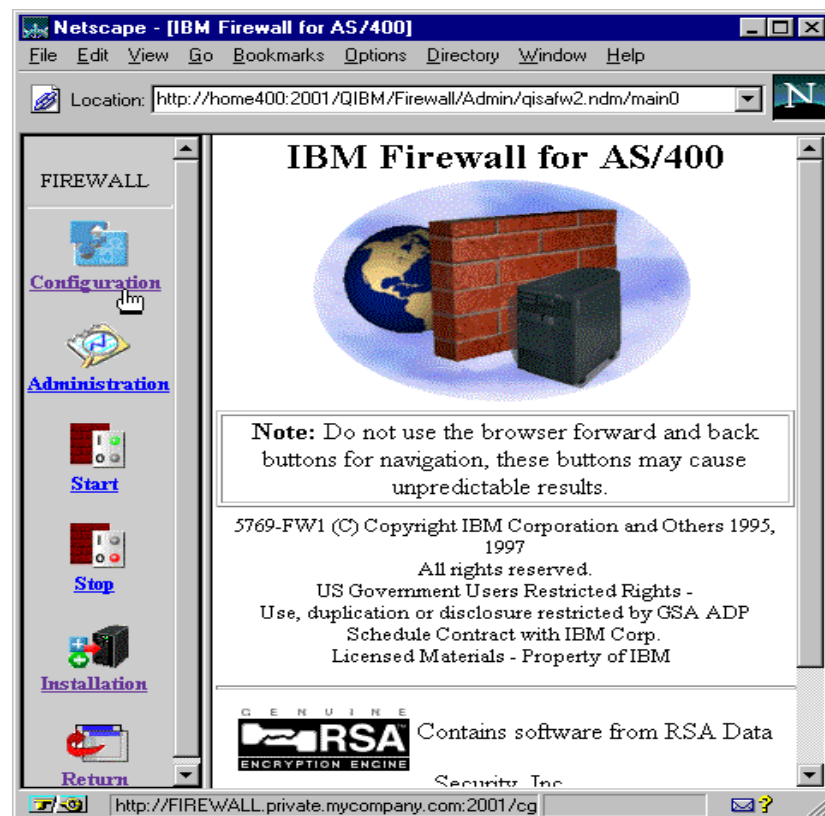 Netscape - [IBM Firewall for AS/400]
File Edit View Go Bookmarks Options Directory Window Help
Location: http://home400:2001/QIBM/Firewall/Admin/qisafw2.ndm/main0
N
FIREWALL
Configuration
Administration
Start
Stop
Installation
Return
IBM Firewall for AS/400
Note: Do not use the browser forward and back
buttons for navigation, these buttons may cause
unpredictable results.
5769-FW1 (C) Copyright IBM Corporation and Others 1995,
1997
All rights reserved.
US Government Users Restricted Rights -
Use, duplication or disclosure restricted by GSA ADP
Schedule Contract with IBM Corp.
Licensed Materials - Property of IBM
GENUINE
RSA™
ENCRYPTION ENGINE
Contains software from RSA Data
Security, Inc
http://FIREWALL.private.mycompany.com:2001/cg